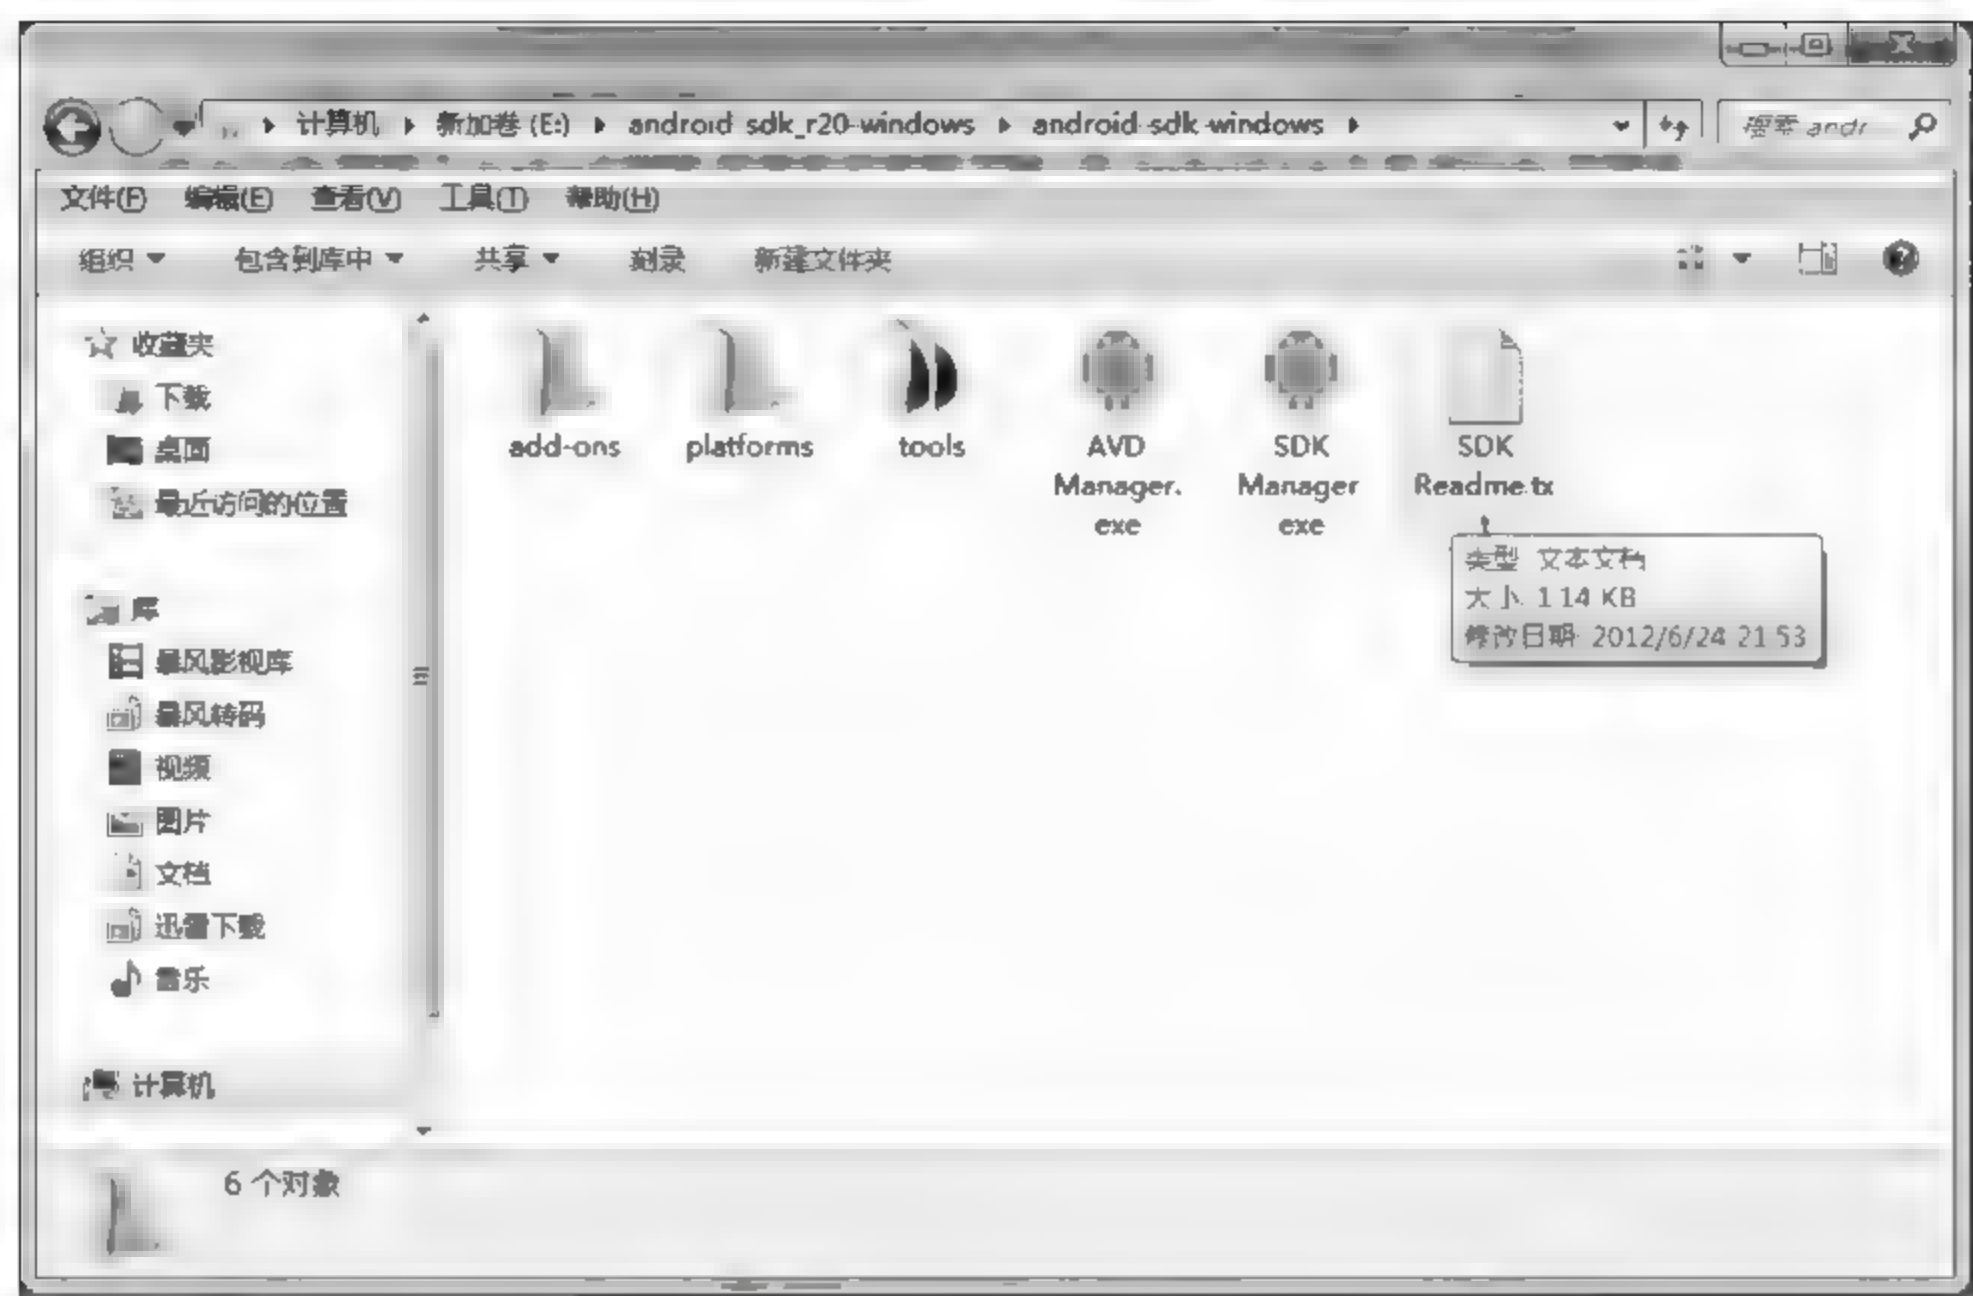 计算机 新加卷 (E:) android-sdk_r20-windows android-sdk-windows 搜索 andr
文件(F) 编辑(E) 查看(V) 工具(T) 帮助(H)
组织 包含到库中 共享 刻录 新建文件夹
收藏夹
下载
桌面
最近访问的位置
库
暴风影视库
暴风转码
视频
图片
文档
迅雷下载
音乐
计算机
add-ons platforms tools AVD SDK SDK
Manager. Manager Readme.tx
exe exe t
类型: 文本文档
大小: 1.14 KB
修改日期: 2012/6/24 21:53
6 个对象